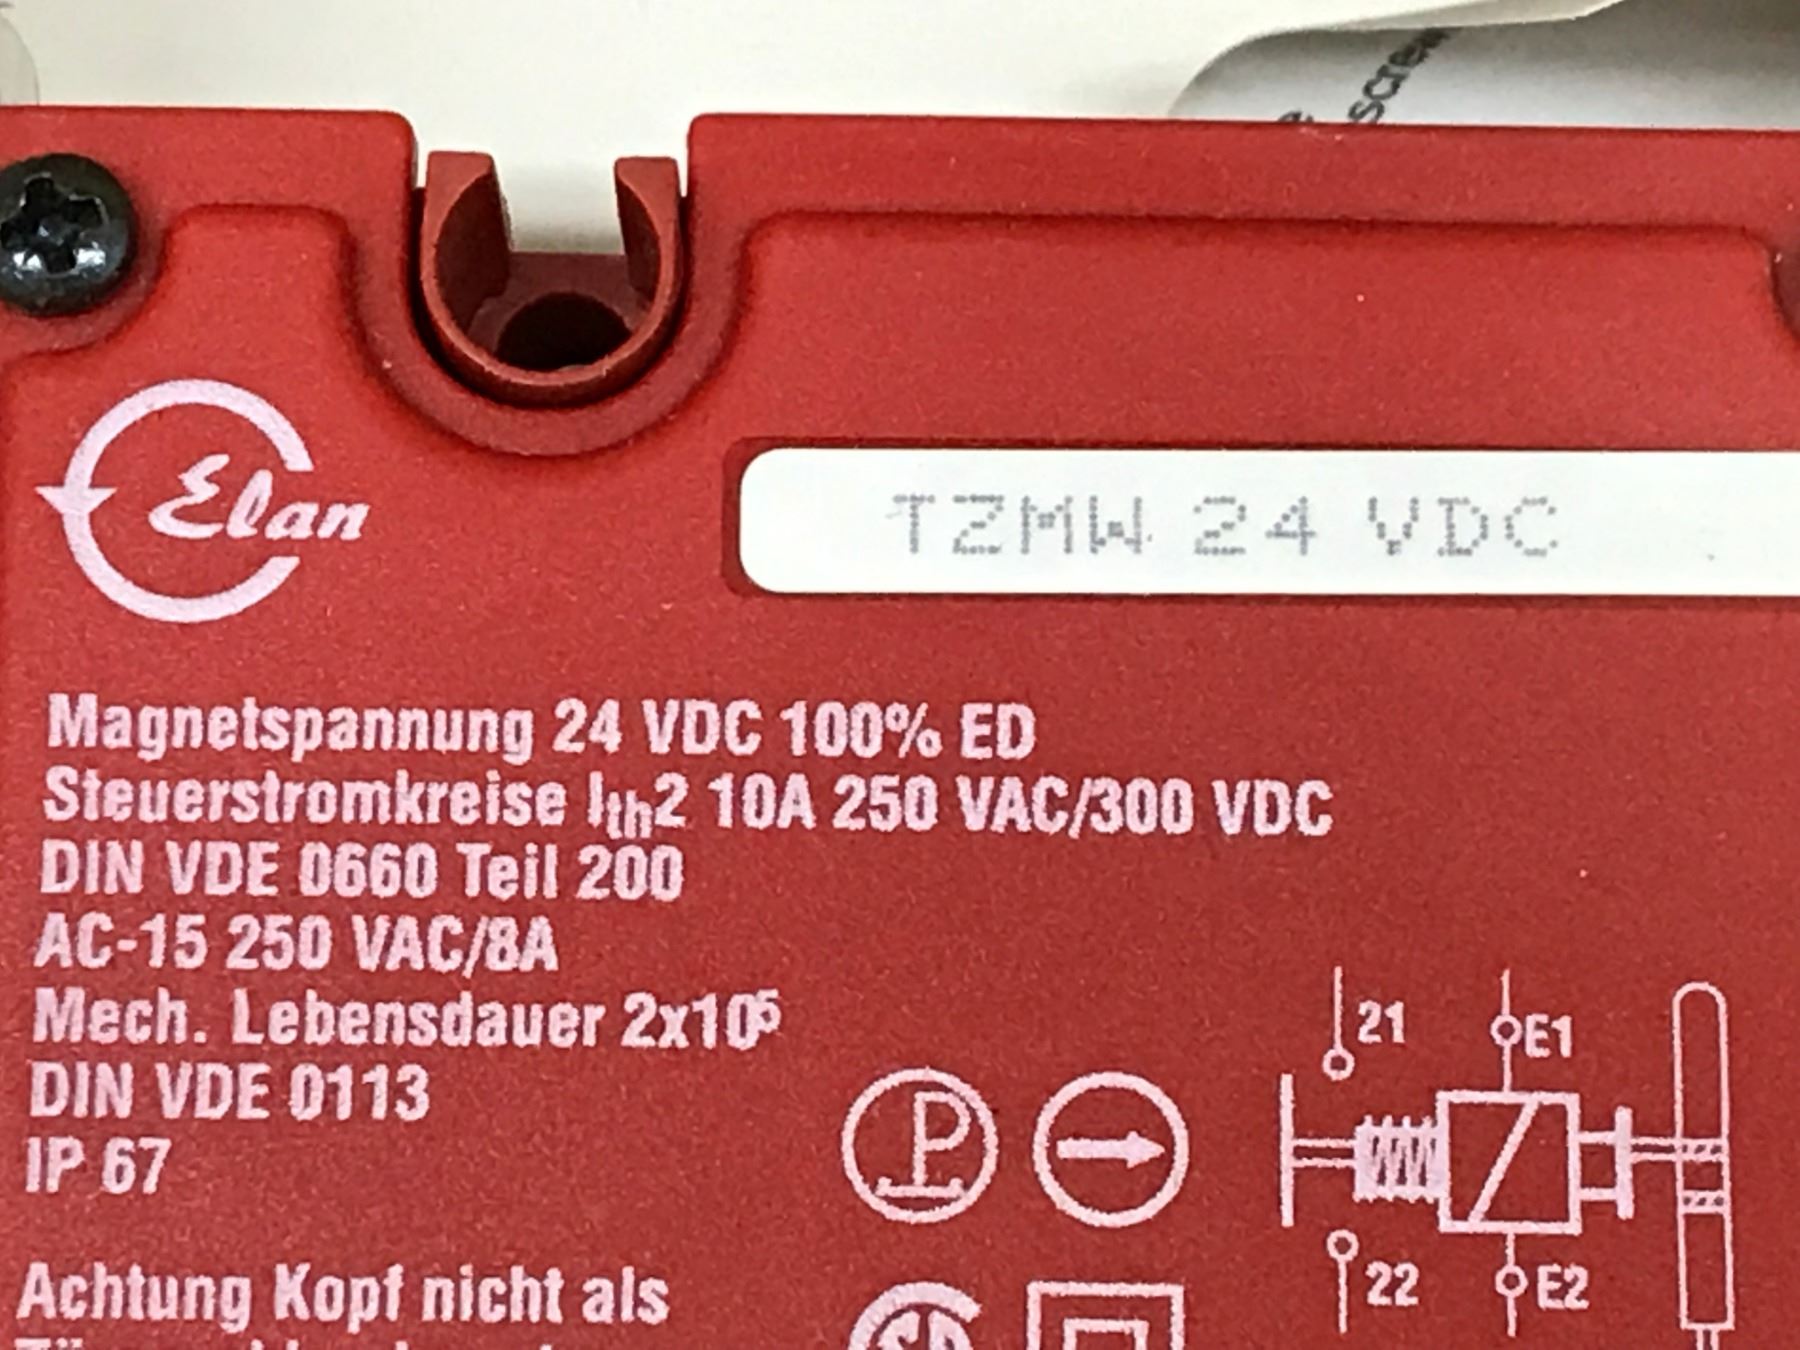 screw
Elan
TZMW 24 VDC
Magnetspannung 24 VDC 100% ED
Steuerstromkreise Ith2 10A 250 VAC/300 VDC
DIN VDE 0660 Teil 200
AC-15 250 VAC/8A
Mech. Lebensdauer 2x10⁵
DIN VDE 0113
IP 67
P
21
E1
22
E2
Achtung Kopf nicht als